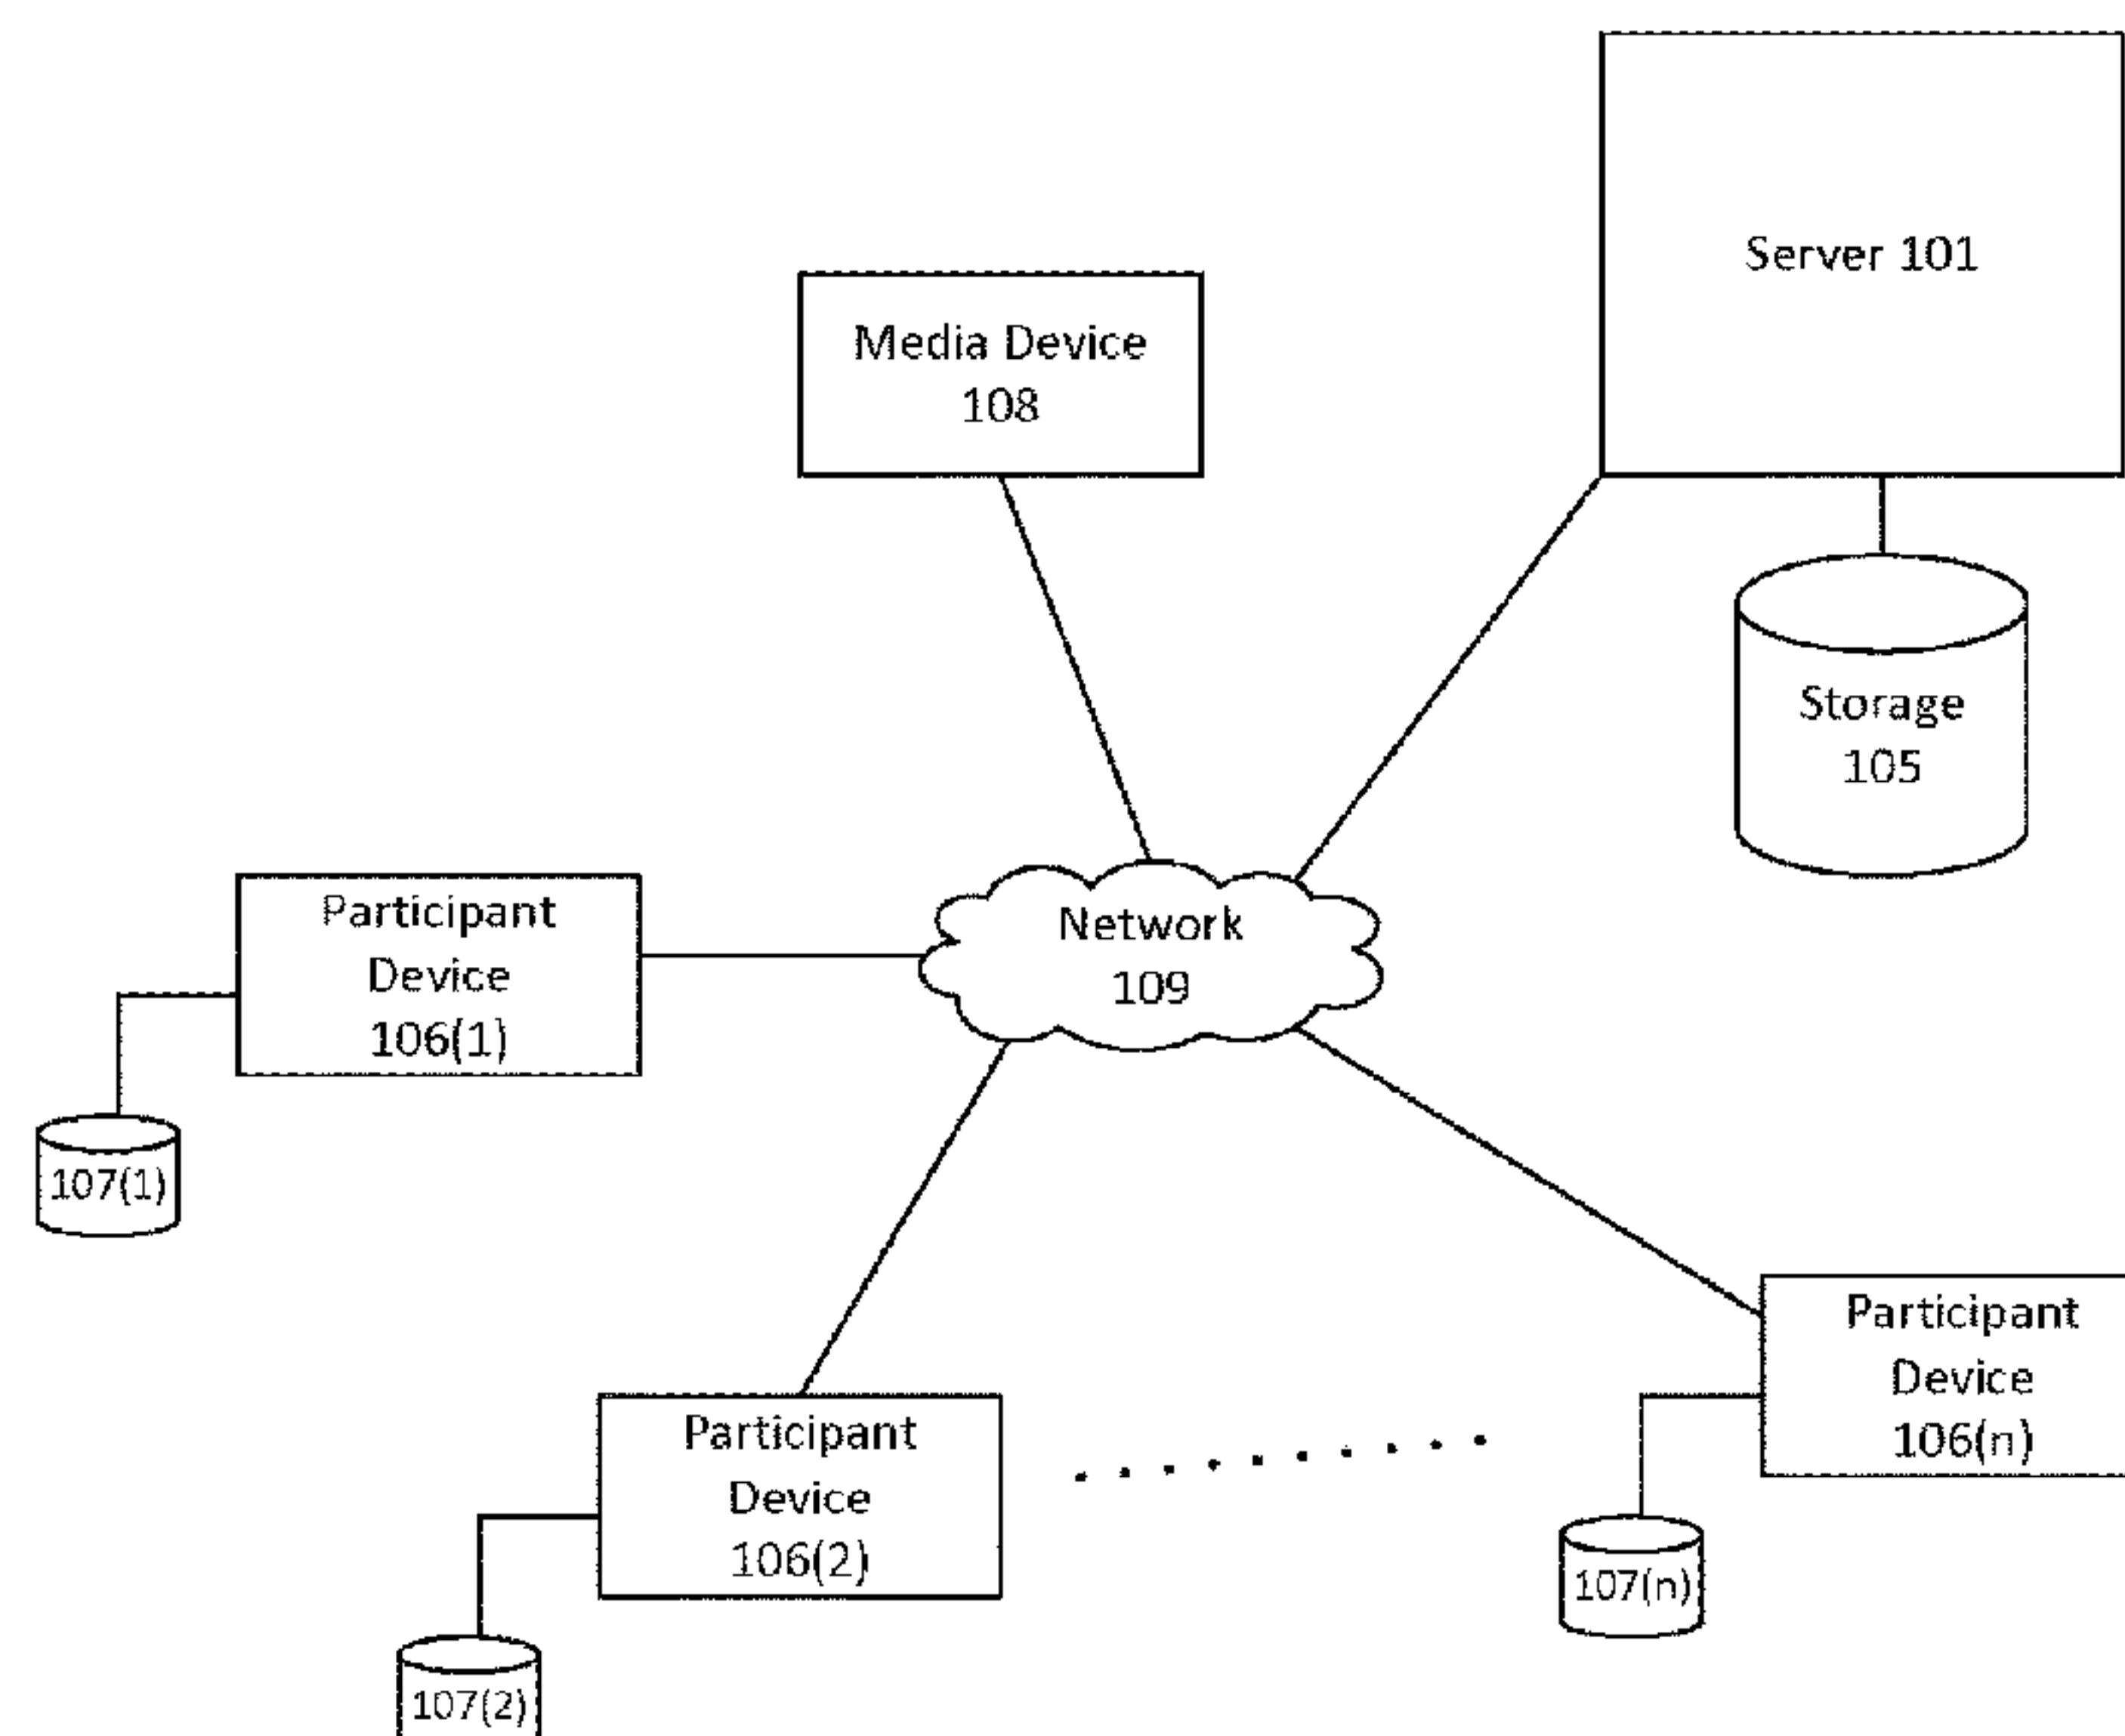 Server 101
Media Device
108
Storage
105
Participant
Device
106(1)
Network
109
107(1)
Participant
Device
106(n)
Participant
Device
106(2)
107(n)
107(2)